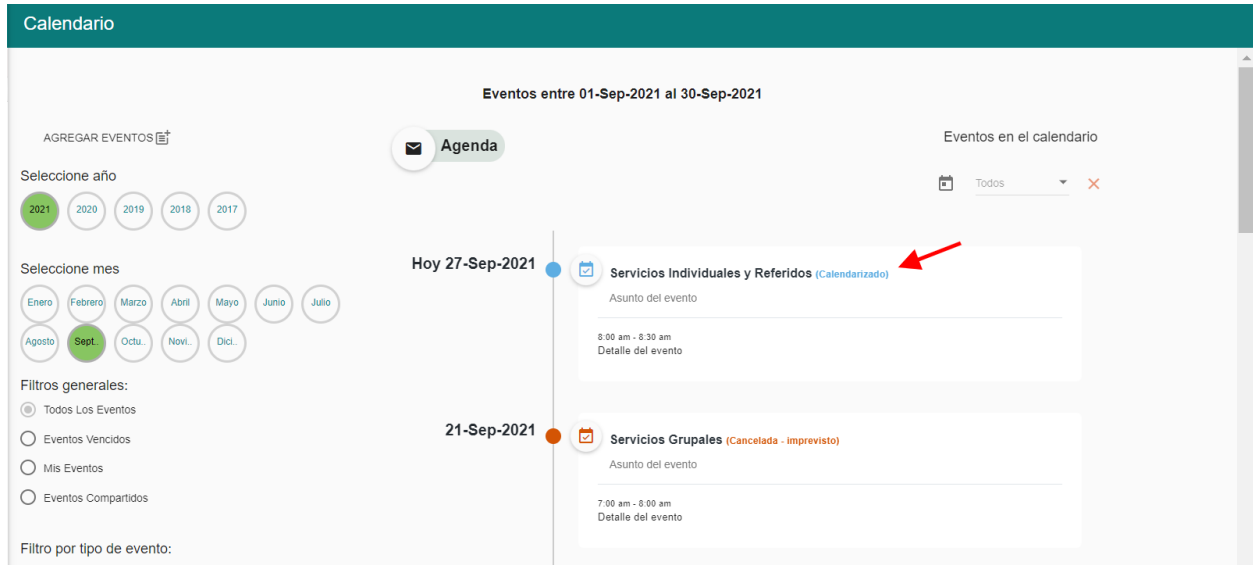 Calendario
Eventos entre 01-Sep-2021 al 30-Sep-2021
AGREGAR EVENTOS
Seleccione año
2021 2020 2019 2018 2017
Seleccione mes
Enero Febrero Marzo Abril Mayo Junio Julio
Agosto Sept.. Octu.. Novi.. Dici..
Filtros generales:
Todos Los Eventos
Eventos Vencidos
Mis Eventos
Eventos Compartidos
Filtro por tipo de evento:
Agenda
Eventos en el calendario
Todos
Hoy 27-Sep-2021
Servicios Individuales y Referidos (Calendarizado)
Asunto del evento
8:00 am - 8:30 am
Detalle del evento
21-Sep-2021
Servicios Grupales (Cancelada - imprevisto)
Asunto del evento
7:00 am - 8:00 am
Detalle del evento